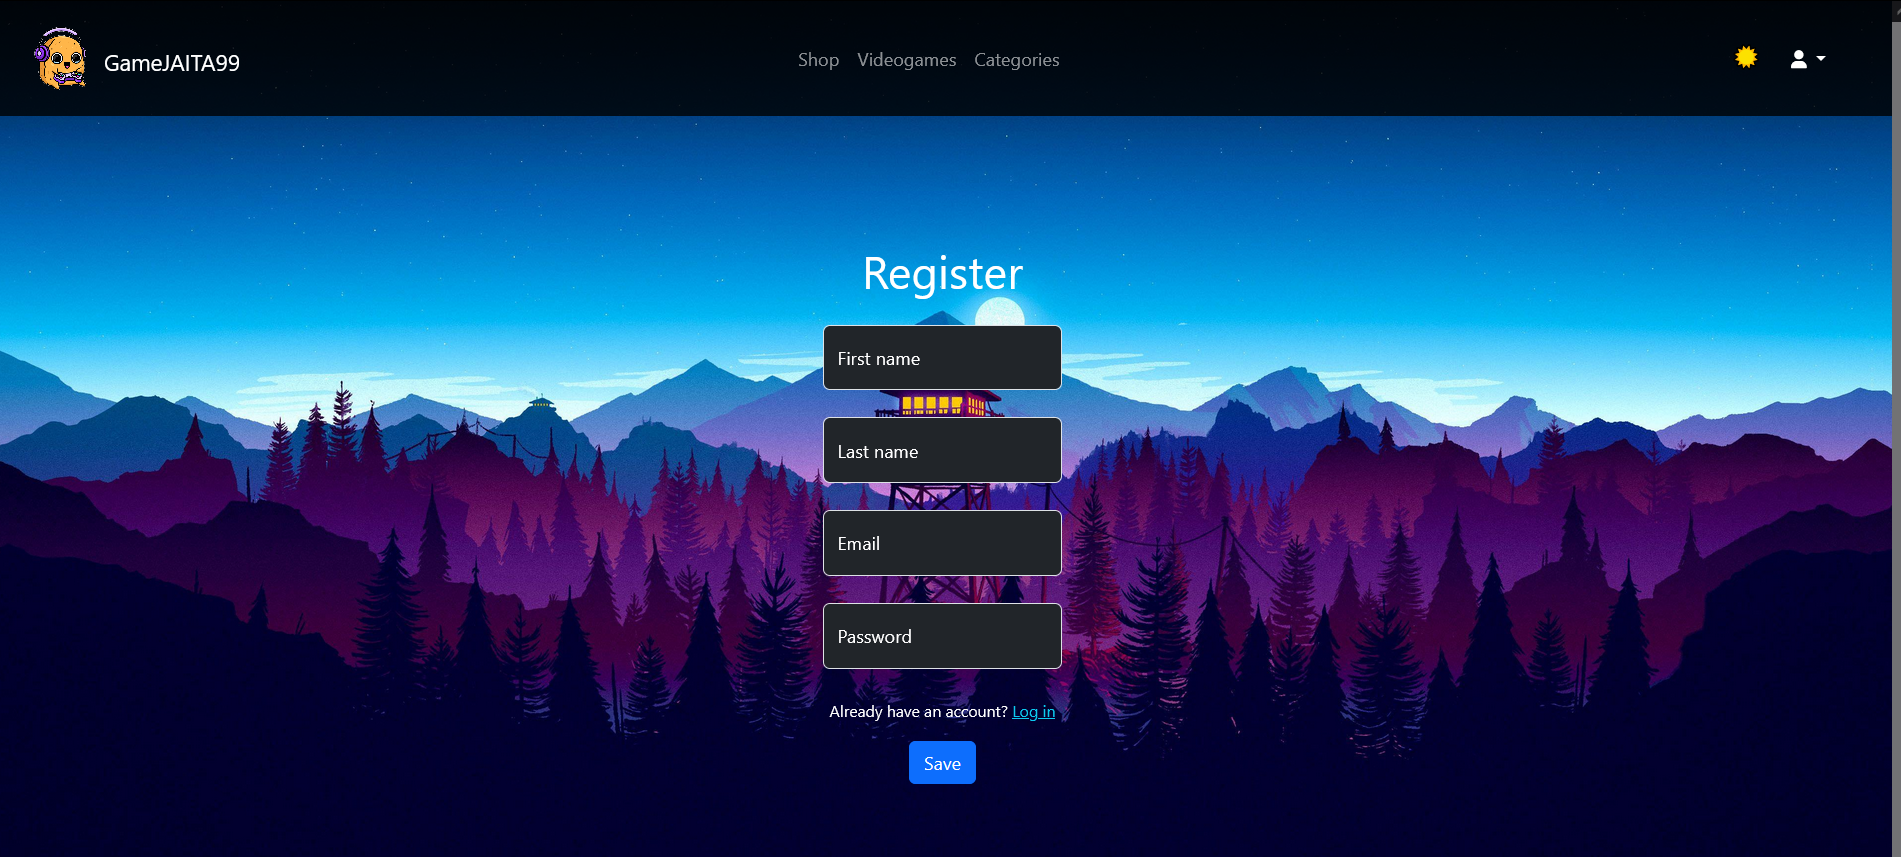 GameJAITA99
Shop Videogames Categories
Register
First name
Last name
Email
Password
Already have an account? Log in
Save